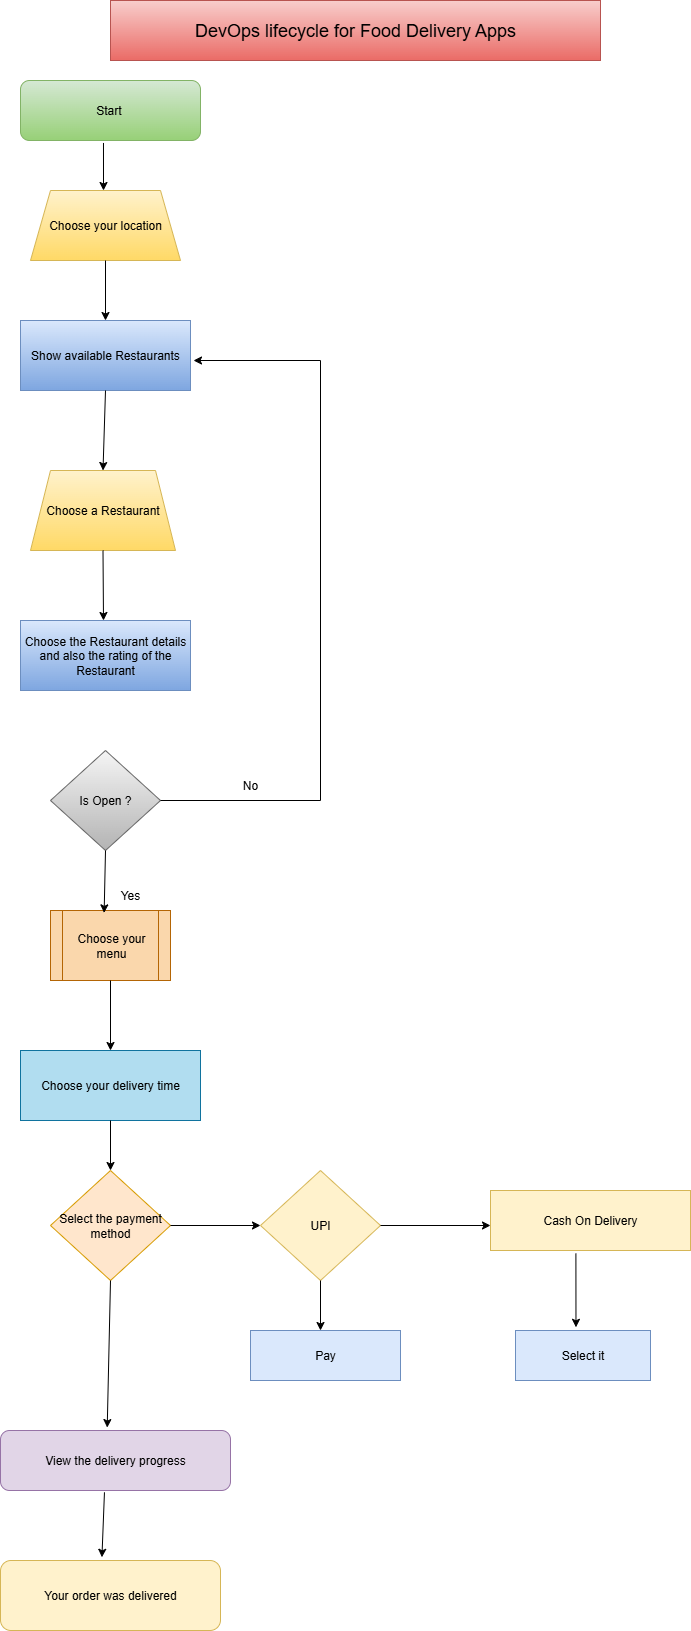 DevOps lifecycle for Food Delivery Apps
Start
Choose your location
Show available Restaurants
Choose a Restaurant
Choose the Restaurant details
and also the rating of the
Restaurant
No
Is Open ?
Yes
Choose your
menu
Choose your delivery time
Select the payment
method
UPI
Cash On Delivery
Pay
Select it
View the delivery progress
Your order was delivered